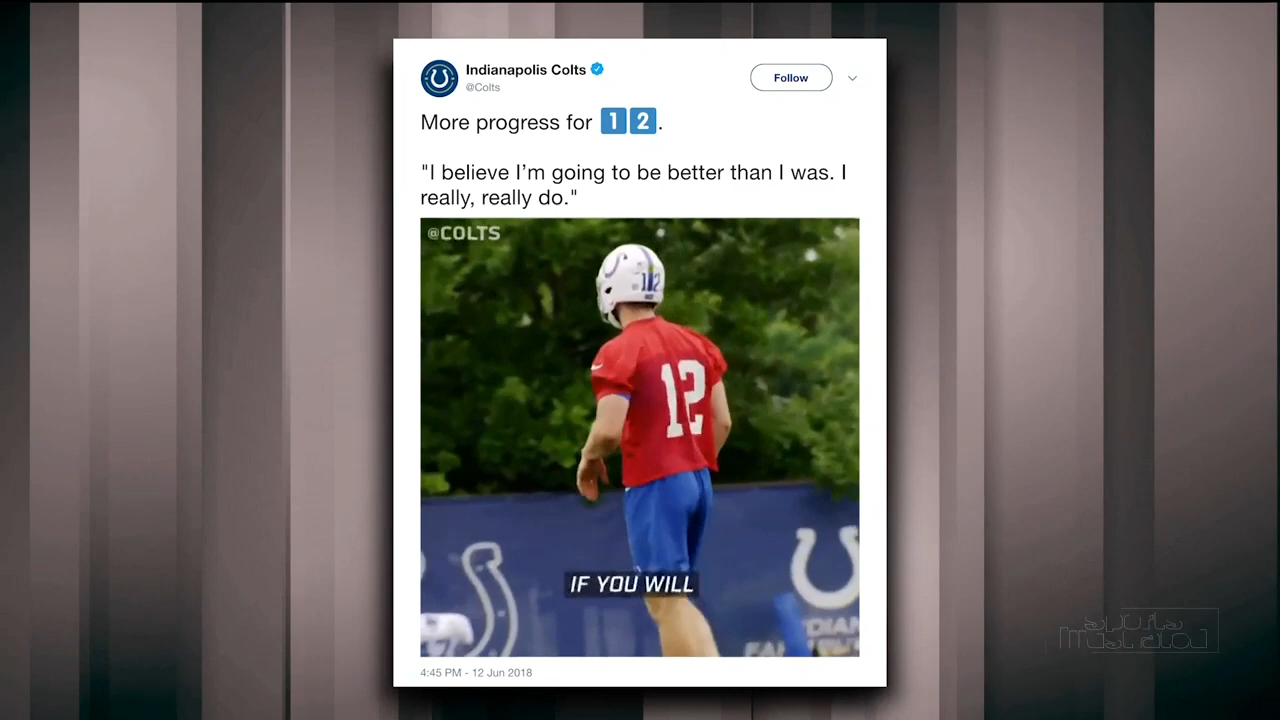 Indianapolis Colts
@Colts
Follow
More progress for 1️⃣2️⃣.
"I believe I'm going to be better than I was. I
really, really do."
@COLTS
12
12
IF YOU WILL
4:45 PM - 12 Jun 2018